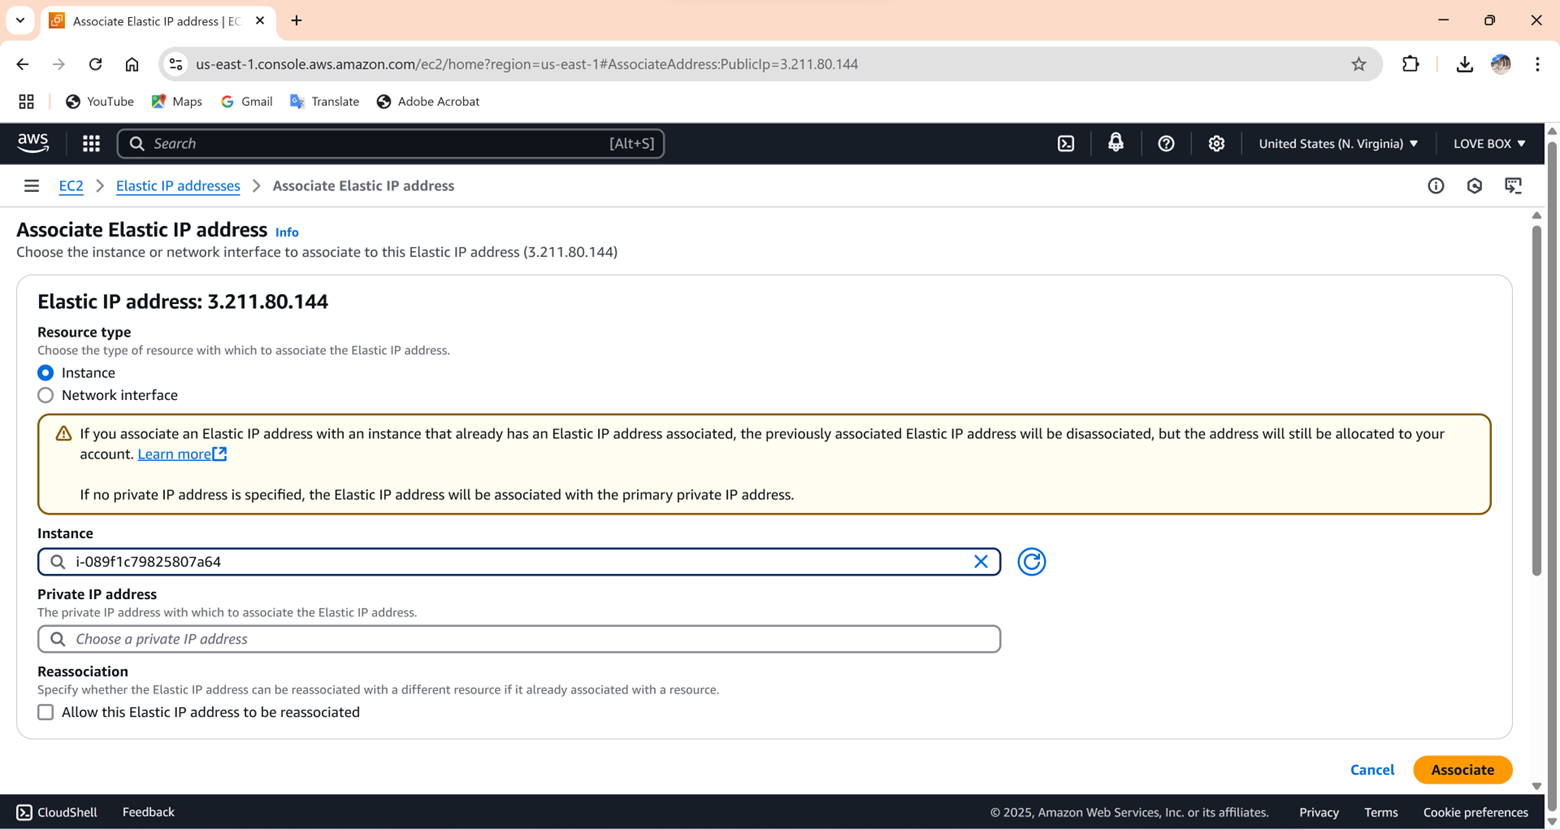 Associate Elastic IP address | EC
us-east-1.console.aws.amazon.com/ec2/home?region=us-east-1#AssociateAddress:PublicIp=3.211.80.144
YouTube Maps Gmail Translate Adobe Acrobat
aws Search [Alt+S] United States (N. Virginia) LOVE BOX
EC2 > Elastic IP addresses > Associate Elastic IP address
Associate Elastic IP address Info
Choose the instance or network interface to associate to this Elastic IP address (3.211.80.144)
Elastic IP address: 3.211.80.144
Resource type
Choose the type of resource with which to associate the Elastic IP address.
Instance
Network interface
If you associate an Elastic IP address with an instance that already has an Elastic IP address associated, the previously associated Elastic IP address will be disassociated, but the address will still be allocated to your
account. Learn more
If no private IP address is specified, the Elastic IP address will be associated with the primary private IP address.
Instance
i-089f1c79825807a64
Private IP address
The private IP address with which to associate the Elastic IP address.
Choose a private IP address
Reassociation
Specify whether the Elastic IP address can be reassociated with a different resource if it already associated with a resource.
Allow this Elastic IP address to be reassociated
Cancel Associate
CloudShell Feedback © 2025, Amazon Web Services, Inc. or its affiliates. Privacy Terms Cookie preferences